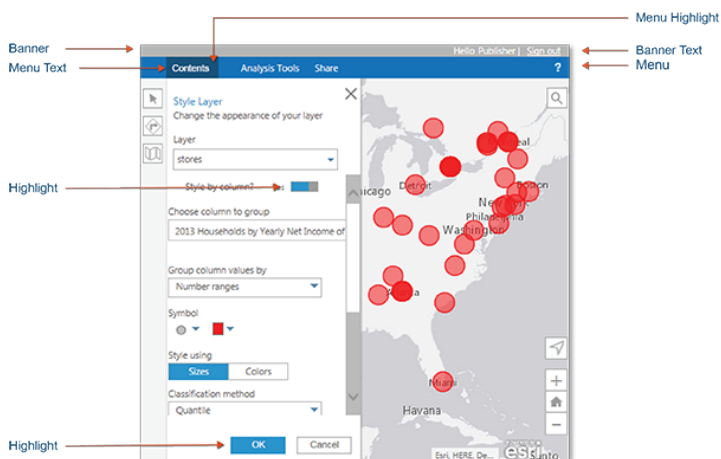 Menu Highlight
Banner
Hello Publisher | Sign out
Banner Text
Menu Text
Contents
Analysis Tools
Share
?
Menu
Style Layer
Change the appearance of your layer
Layer
stores
Highlight
Style by column?
Choose column to group
2013 Households by Yearly Net Income of
Group column values by
Number ranges
Symbol
Style using
Sizes
Colors
Classification method
Quantile
Highlight
OK
Cancel
Detroit
Boston
Philadelphia
Washington
Miami
Havana
Esri, HERE, De...
esri